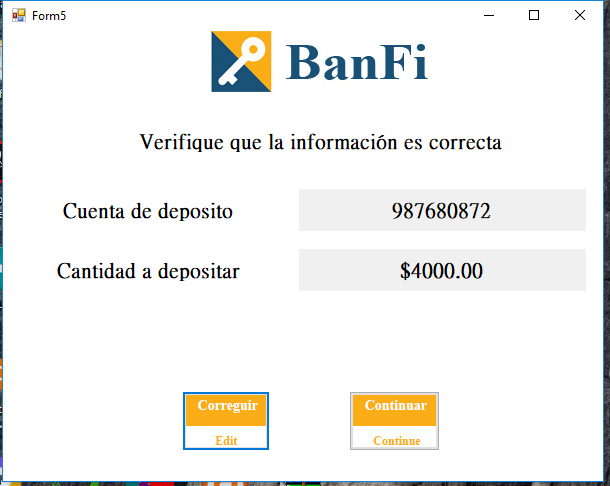 Form5
BanFi
Verifique que la información es correcta
Cuenta de deposito 987680872
Cantidad a depositar $4000.00
Correguir Continuar
Edit Continue